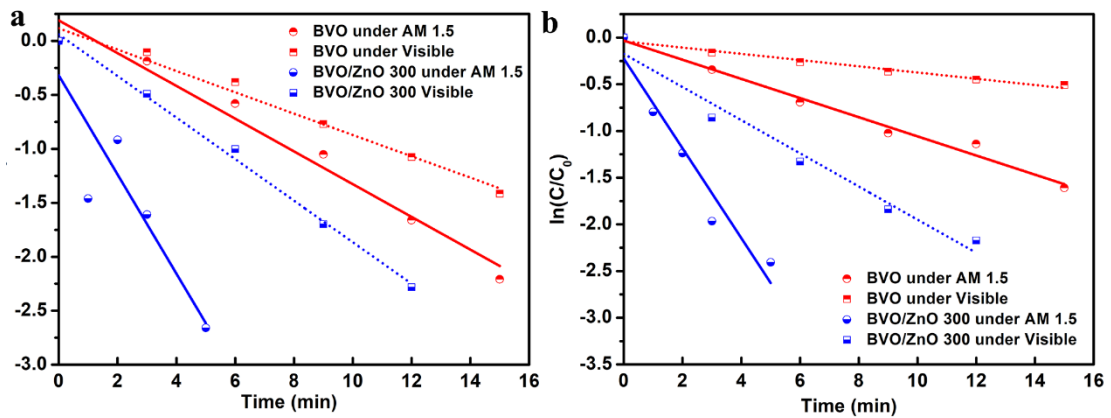 a
BVO under AM 1.5
BVO under Visible
BVO/ZnO 300 under AM 1.5
BVO/ZnO 300 Visible
0.0
-0.5
-1.0
-1.5
-2.0
-2.5
-3.0
0 2 4 6 8 10 12 14 16
Time (min)
b
ln(C/C₀)
0.0
-0.5
-1.0
-1.5
-2.0
-2.5
-3.0
-3.5
BVO under AM 1.5
BVO under Visible
BVO/ZnO 300 under AM 1.5
BVO/ZnO 300 under Visible
0 2 4 6 8 10 12 14 16
Time (min)